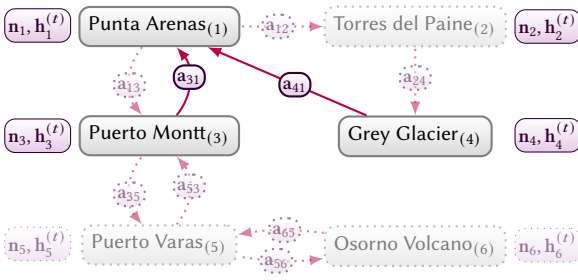 n₁, h₁⁽ᵗ⁾ Punta Arenas₍₁₎ a₁₂ Torres del Paine₍₂₎ n₂, h₂⁽ᵗ⁾
a₁₃ a₃₁ a₄₁ a₂₄
n₃, h₃⁽ᵗ⁾ Puerto Montt₍₃₎ Grey Glacier₍₄₎ n₄, h₄⁽ᵗ⁾
a₃₅ a₅₃
n₅, h₅⁽ᵗ⁾ Puerto Varas₍₅₎ a₆₅ Osorno Volcano₍₆₎ n₆, h₆⁽ᵗ⁾
a₅₆